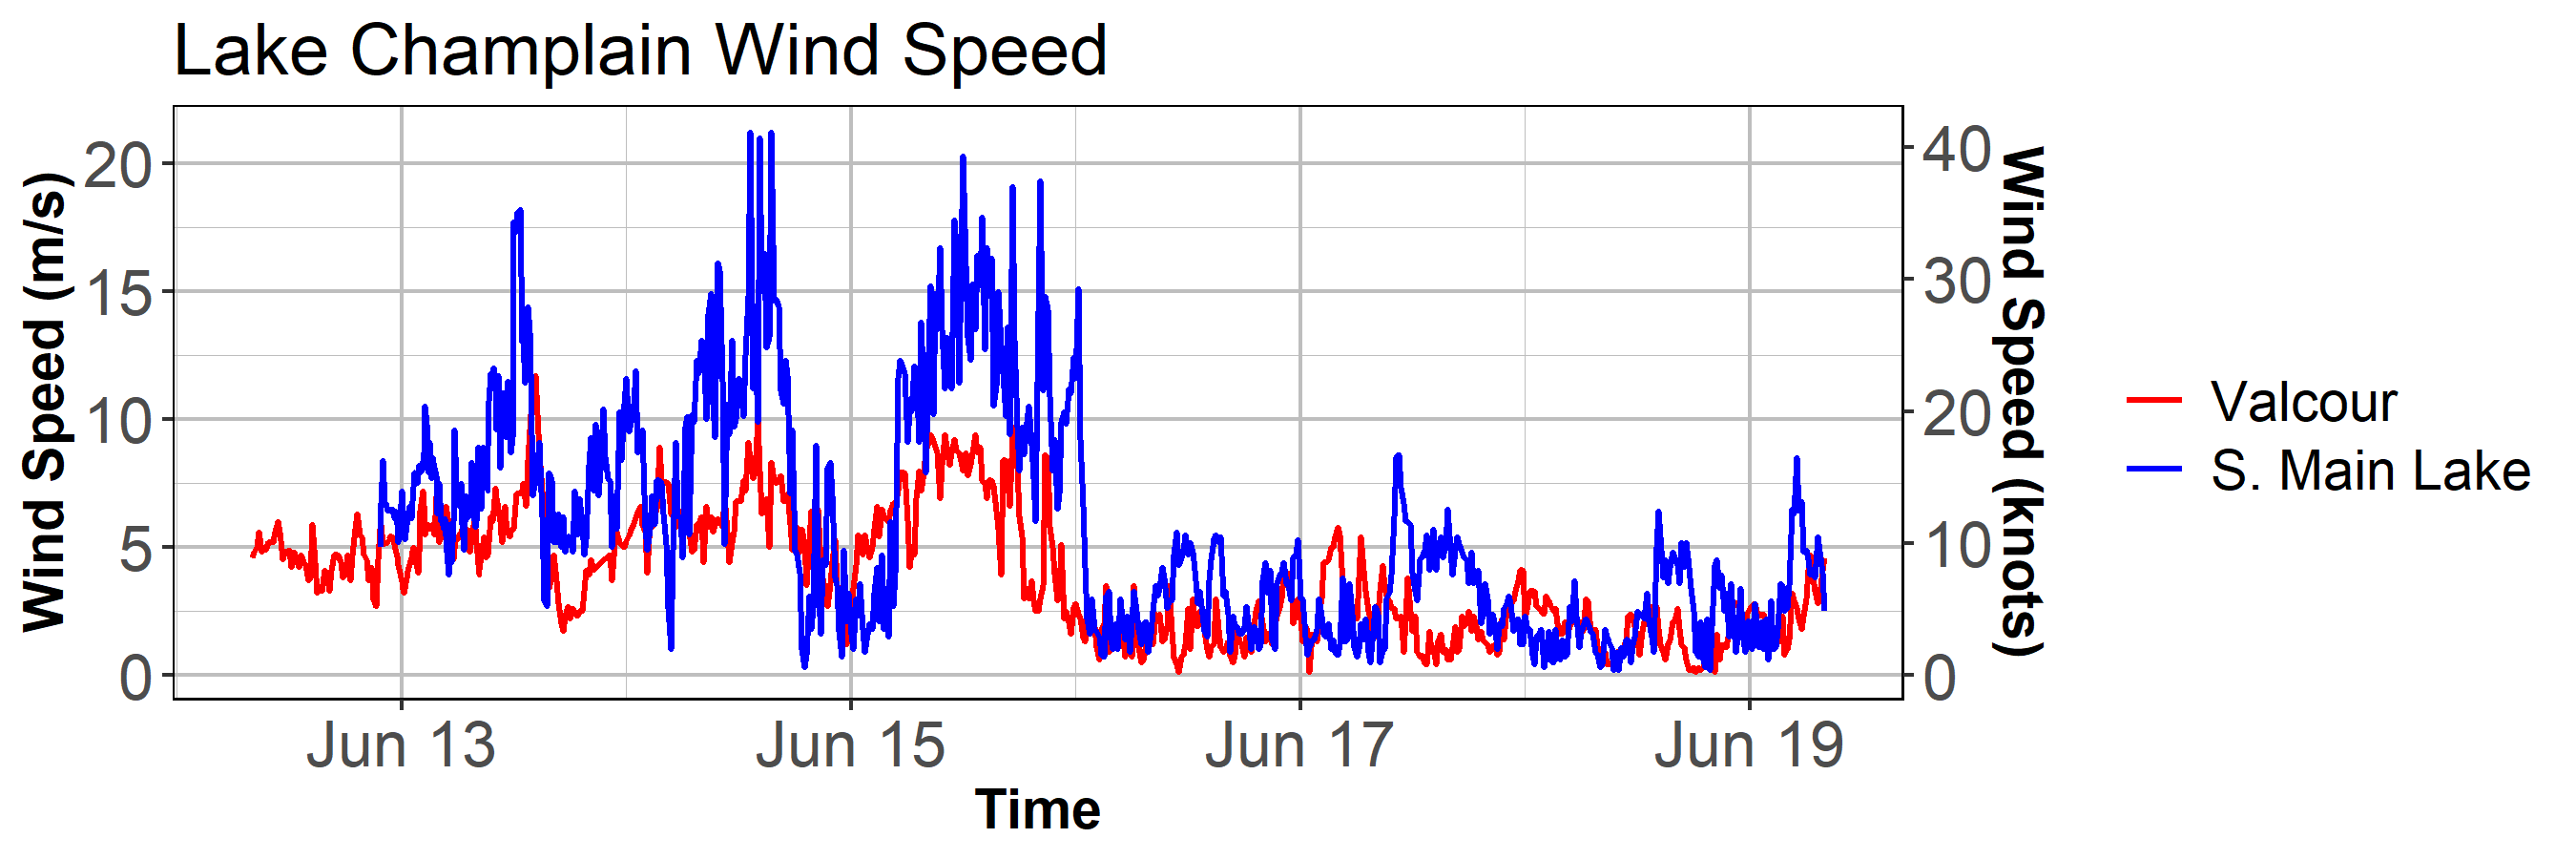 Lake Champlain Wind Speed
Wind Speed (m/s)
20
15
10
5
0
40
30
20
10
0
Wind Speed (knots)
Jun 13
Jun 15
Jun 17
Jun 19
Time
Valcour
S. Main Lake